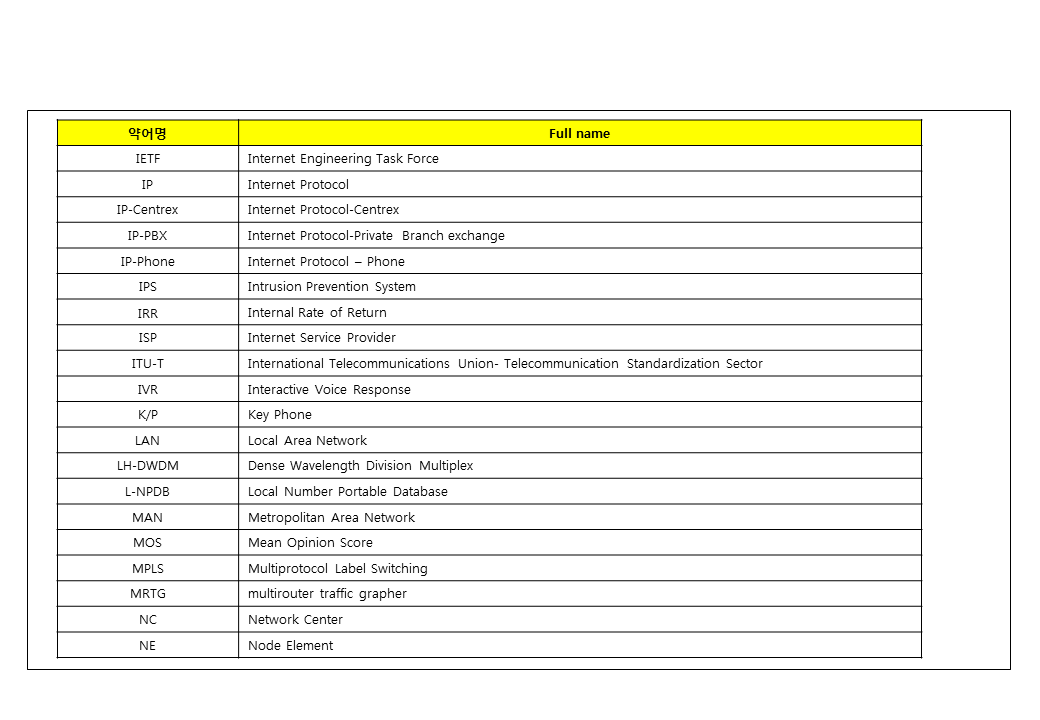 약어명 Full name
IETF Internet Engineering Task Force
IP Internet Protocol
IP-Centrex Internet Protocol-Centrex
IP-PBX Internet Protocol-Private Branch exchange
IP-Phone Internet Protocol – Phone
IPS Intrusion Prevention System
IRR Internal Rate of Return
ISP Internet Service Provider
ITU-T International Telecommunications Union- Telecommunication Standardization Sector
IVR Interactive Voice Response
K/P Key Phone
LAN Local Area Network
LH-DWDM Dense Wavelength Division Multiplex
L-NPDB Local Number Portable Database
MAN Metropolitan Area Network
MOS Mean Opinion Score
MPLS Multiprotocol Label Switching
MRTG multirouter traffic grapher
NC Network Center
NE Node Element